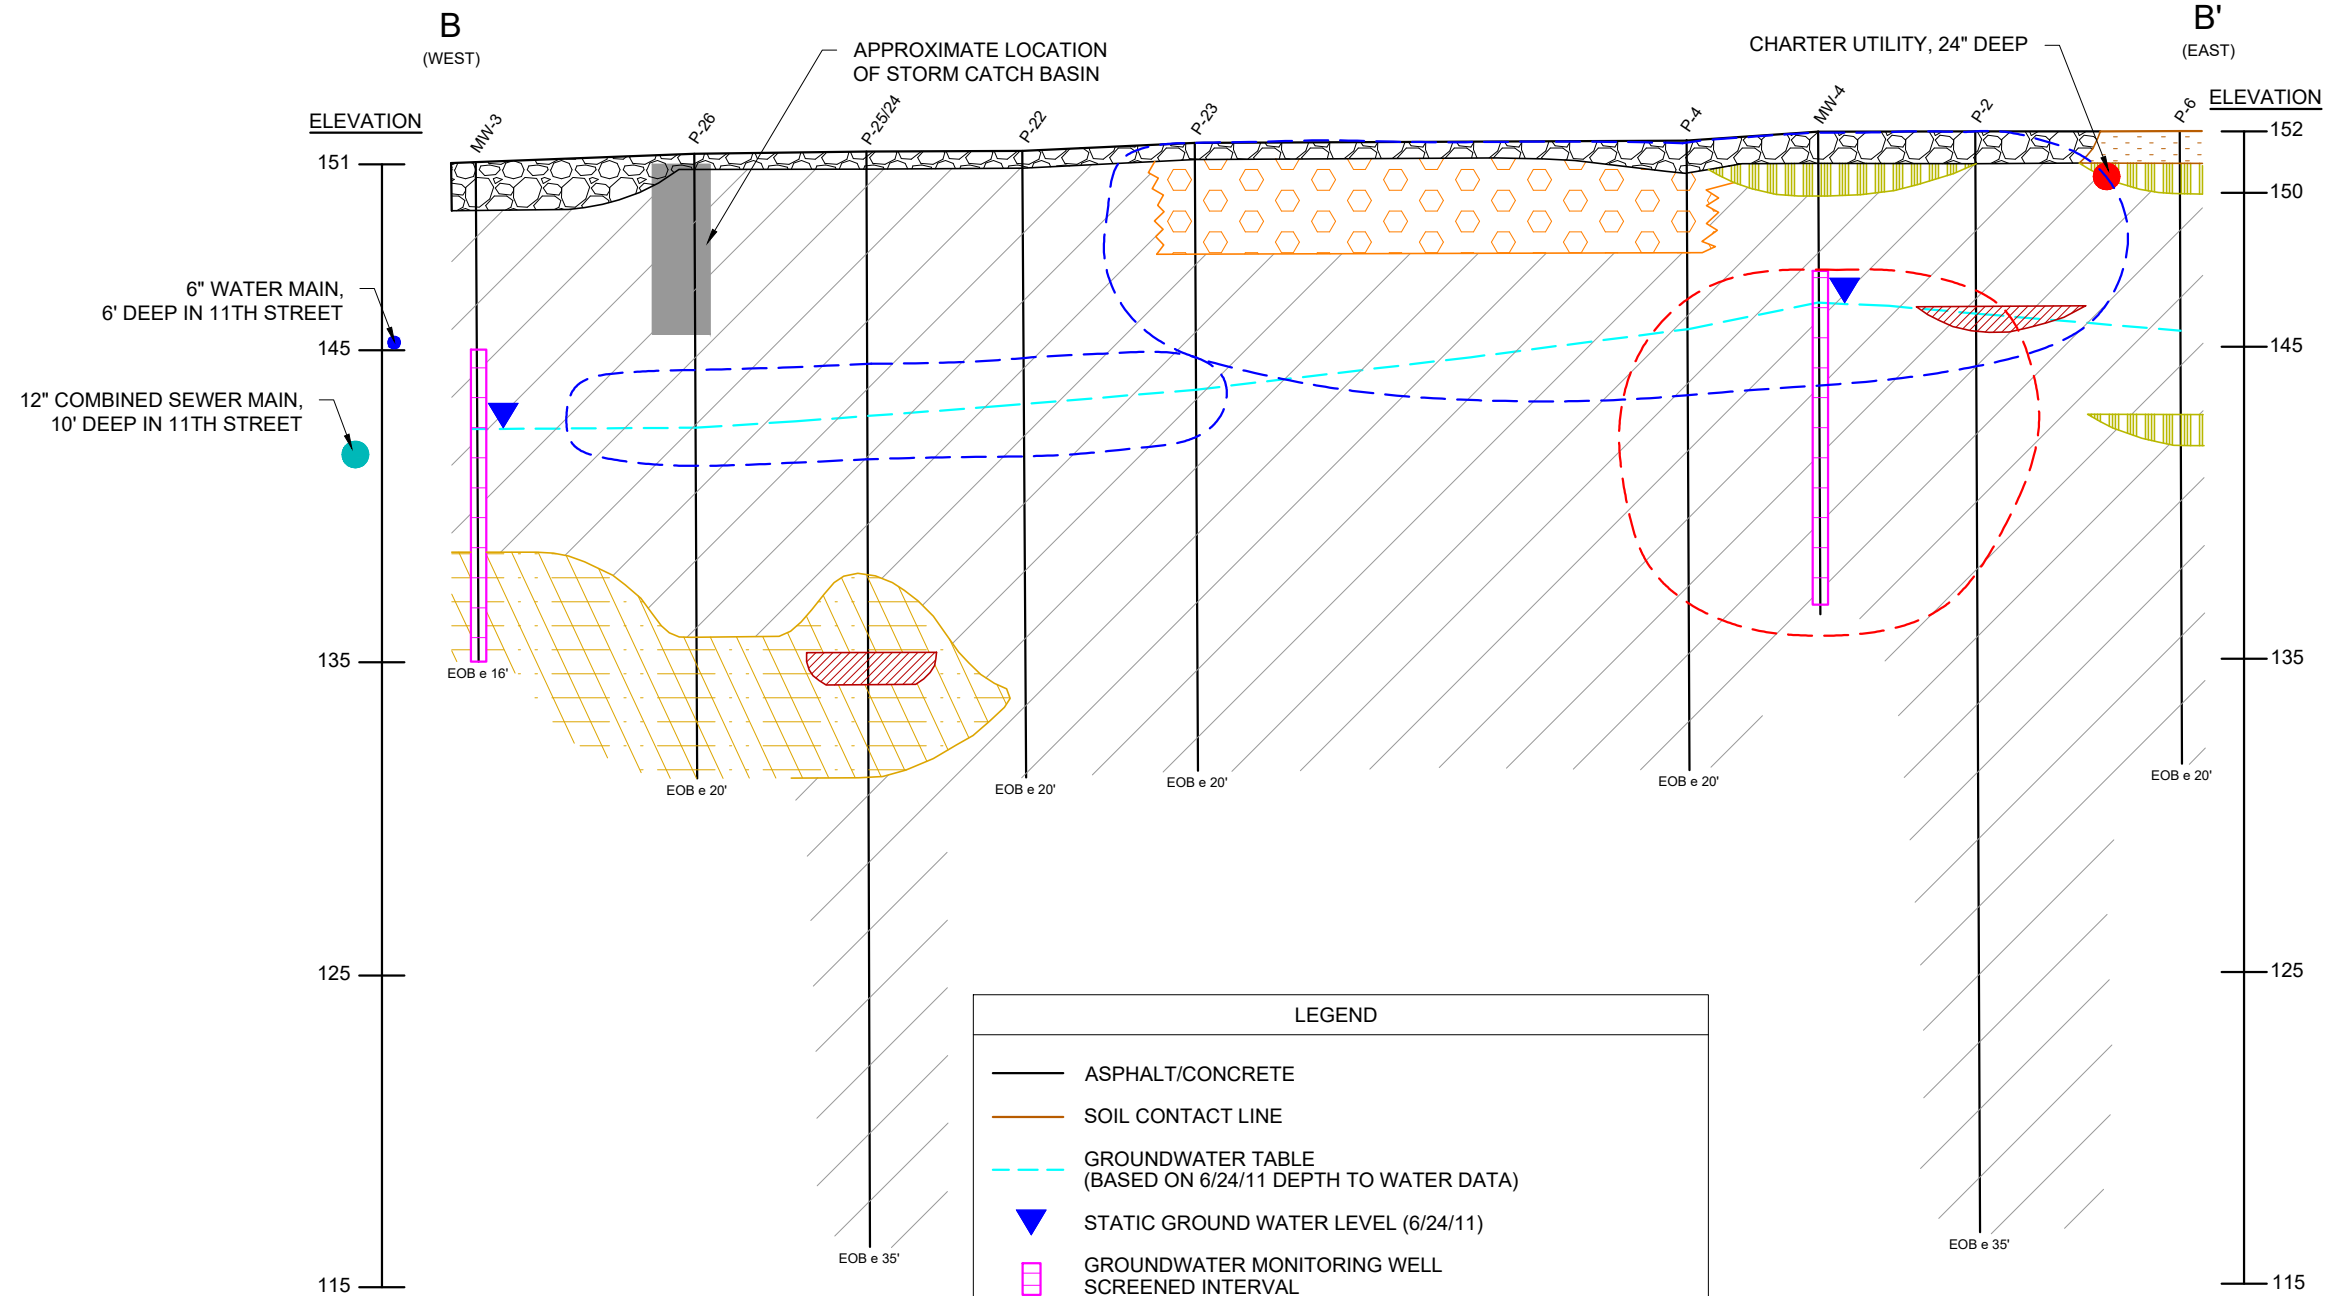 B
(WEST)
B'
(EAST)
APPROXIMATE LOCATION
OF STORM CATCH BASIN
CHARTER UTILITY, 24" DEEP
ELEVATION
MW-3
P-26
P-25/24
P-22
P-23
P-4
MW-4
P-2
P-6
ELEVATION
151
152
150
6" WATER MAIN,
6' DEEP IN 11TH STREET
145
145
12" COMBINED SEWER MAIN,
10' DEEP IN 11TH STREET
135
135
EOB e 16'
EOB e 20'
EOB e 20'
EOB e 20'
EOB e 20'
EOB e 20'
125
125
EOB e 35'
EOB e 35'
115
115
LEGEND
ASPHALT/CONCRETE
SOIL CONTACT LINE
GROUNDWATER TABLE
(BASED ON 6/24/11 DEPTH TO WATER DATA)
STATIC GROUND WATER LEVEL (6/24/11)
GROUNDWATER MONITORING WELL
SCREENED INTERVAL